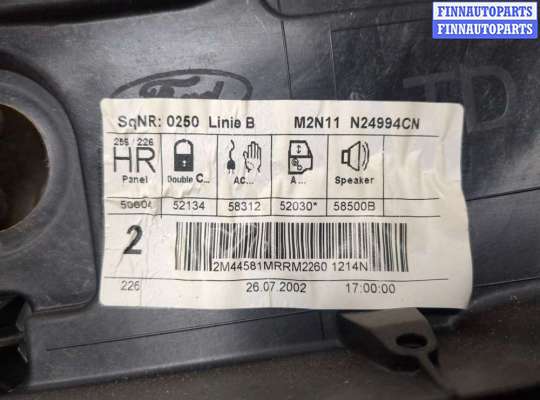 FINNAUTOPARTS
FINNAUTOPARTS
Ford
TD
SqNR: 0250 Linie B M2N11 N24994CN
255 / 226
HR
Panel Double C... AC... A... Speaker
52134 58312 52030* 58500B
2
2M44581MRRM2260 1214N
226 26.07.2002 17:00:00